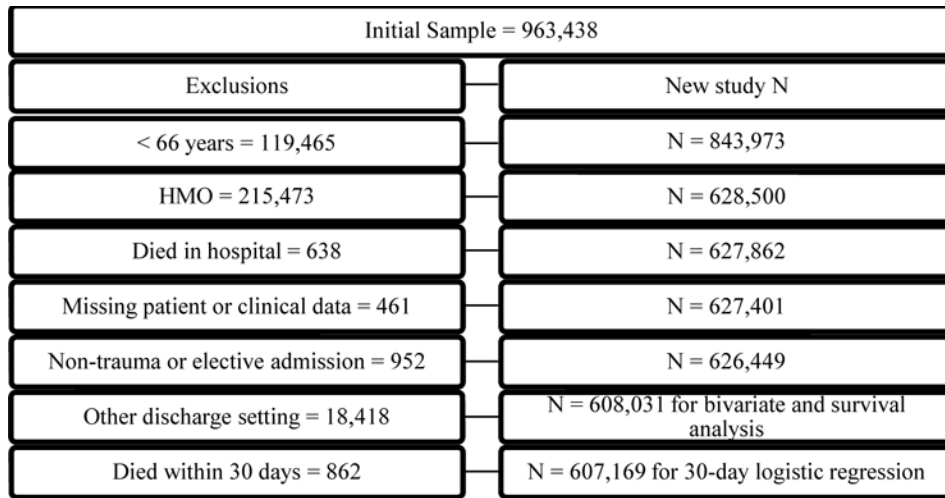 Initial Sample = 963,438
Exclusions
New study N
< 66 years = 119,465
N = 843,973
HMO = 215,473
N = 628,500
Died in hospital = 638
N = 627,862
Missing patient or clinical data = 461
N = 627,401
Non-trauma or elective admission = 952
N = 626,449
Other discharge setting = 18,418
N = 608,031 for bivariate and survival
analysis
Died within 30 days = 862
N = 607,169 for 30-day logistic regression